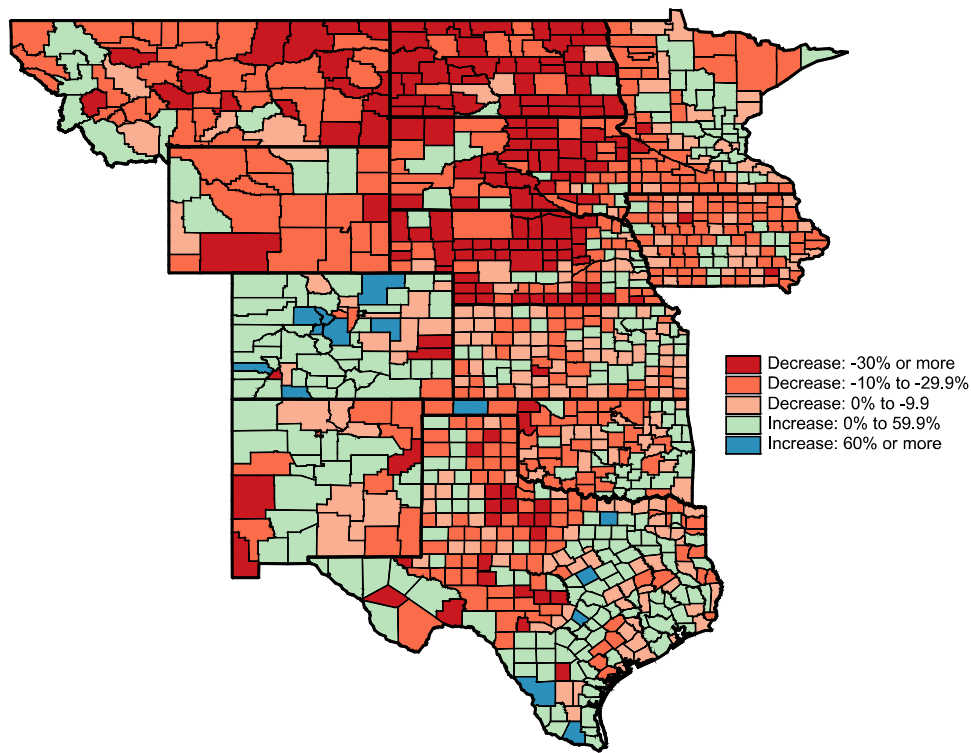 Decrease: -30% or more
Decrease: -10% to -29.9%
Decrease: 0% to -9.9
Increase: 0% to 59.9%
Increase: 60% or more